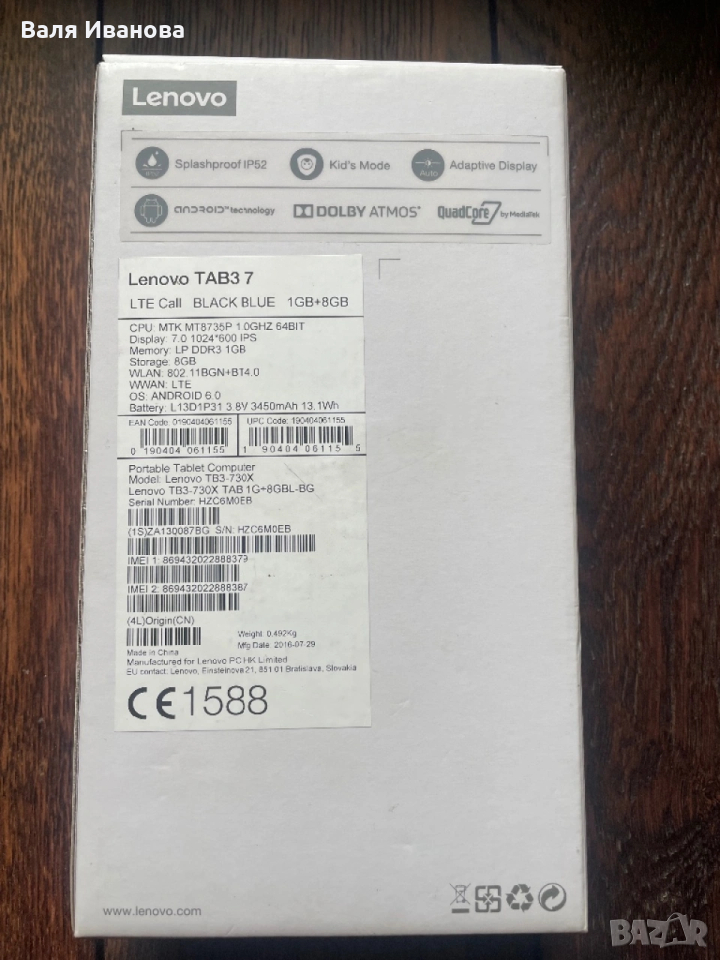 Валя Иванова
Lenovo
Splashproof IP52
Kid's Mode
Auto
Adaptive Display
ANDROID™ technology
DOLBY ATMOS®
QuadCore7 by MediaTek
Lenovo TAB3 7
LTE Call BLACK BLUE 1GB+8GB
CPU: MTK MT8735P 1.0GHZ 64BIT
Display: 7.0 1024*600 IPS
Memory: LP DDR3 1GB
Storage: 8GB
WLAN: 802.11BGN+BT4.0
WWAN: LTE
OS: ANDROID 6.0
Battery: L13D1P31 3.8V 3450mAh 13.1Wh
EAN Code: 0190404061155
UPC Code: 190404061155
0 190404 061155
1 90404 06115 5
Portable Tablet Computer
Model: Lenovo TB3-730X
Lenovo TB3-730X TAB 1G+8GBL-BG
Serial Number: HZC6M0EB
(1S)ZA130087BG S/N: HZC6M0EB
IMEI 1: 869432022888379
IMEI 2: 869432022888387
(4L)Origin(CN)
Made in China
Weight: 0.492Kg
Mfg Date: 2016-07-29
Manufactured for Lenovo PC HK Limited
EU contact: Lenovo, Einsteinova 21, 851 01 Bratislava, Slovakia
CE1588
www.lenovo.com
BAZAR